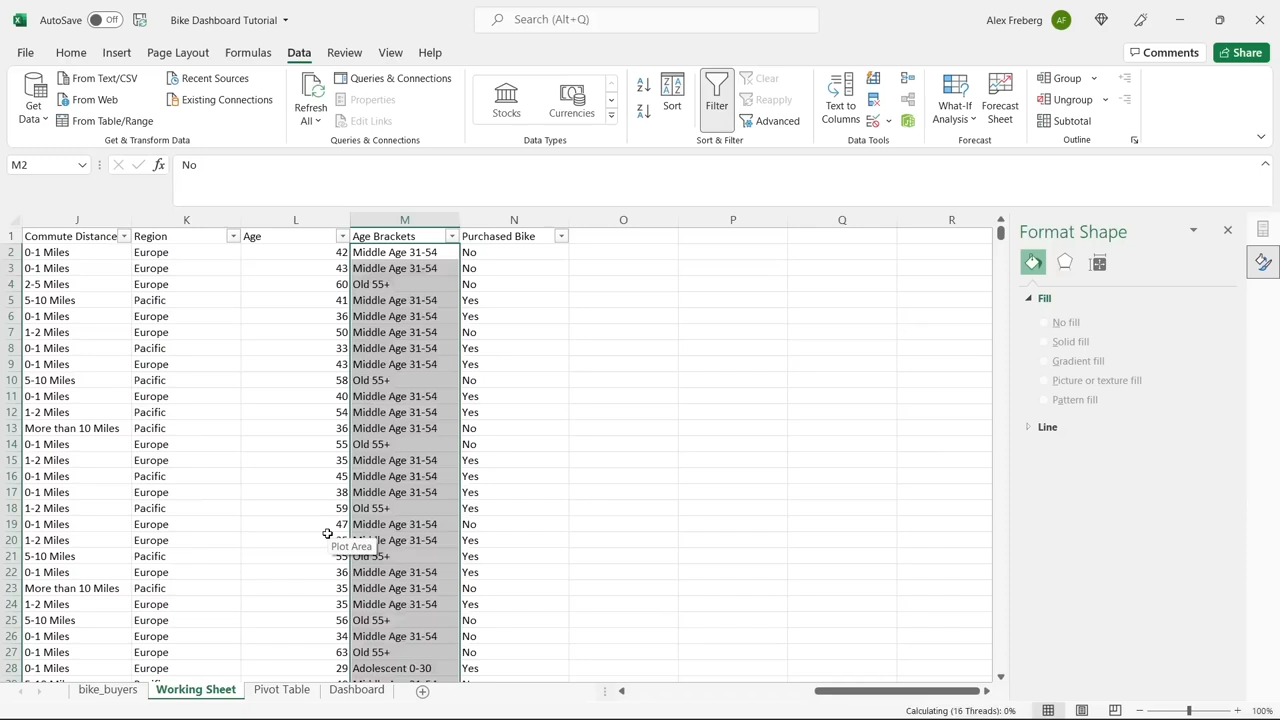 AutoSave Off Bike Dashboard Tutorial Search (Alt+Q) Alex Freberg AF
File Home Insert Page Layout Formulas Data Review View Help Comments Share
Get Data From Text/CSV From Web From Table/Range Recent Sources Existing Connections
Get & Transform Data
Refresh All Queries & Connections Properties Edit Links
Queries & Connections
Stocks Currencies
Data Types
Sort Filter Clear Reapply Advanced
Sort & Filter
Text to Columns
Data Tools
What-If Analysis Forecast Sheet
Forecast
Group Ungroup Subtotal
Outline
M2 fx No
J K L M N O P Q R
1 Commute Distance Region Age Age Brackets Purchased Bike
2 0-1 Miles Europe 42 Middle Age 31-54 No
3 0-1 Miles Europe 43 Middle Age 31-54 No
4 2-5 Miles Europe 60 Old 55+ No
5 5-10 Miles Pacific 41 Middle Age 31-54 Yes
6 0-1 Miles Europe 36 Middle Age 31-54 Yes
7 1-2 Miles Europe 50 Middle Age 31-54 No
8 0-1 Miles Pacific 33 Middle Age 31-54 Yes
9 0-1 Miles Europe 43 Middle Age 31-54 Yes
10 5-10 Miles Pacific 58 Old 55+ No
11 0-1 Miles Europe 40 Middle Age 31-54 Yes
12 1-2 Miles Pacific 54 Middle Age 31-54 Yes
13 More than 10 Miles Pacific 36 Middle Age 31-54 No
14 0-1 Miles Europe 55 Old 55+ No
15 1-2 Miles Europe 35 Middle Age 31-54 Yes
16 0-1 Miles Pacific 45 Middle Age 31-54 Yes
17 0-1 Miles Europe 38 Middle Age 31-54 Yes
18 1-2 Miles Pacific 59 Old 55+ Yes
19 0-1 Miles Europe 47 Middle Age 31-54 No
20 1-2 Miles Europe Middle Age 31-54 Yes
Plot Area
21 5-10 Miles Pacific 55 Old 55+ Yes
22 0-1 Miles Europe 36 Middle Age 31-54 Yes
23 More than 10 Miles Pacific 35 Middle Age 31-54 No
24 1-2 Miles Europe 35 Middle Age 31-54 Yes
25 5-10 Miles Europe 56 Old 55+ No
26 0-1 Miles Europe 34 Middle Age 31-54 No
27 0-1 Miles Europe 63 Old 55+ No
28 0-1 Miles Europe 29 Adolescent 0-30 Yes
Format Shape
Fill
No fill
Solid fill
Gradient fill
Picture or texture fill
Pattern fill
Line
bike_buyers Working Sheet Pivot Table Dashboard
Calculating (16 Threads): 0% 100%